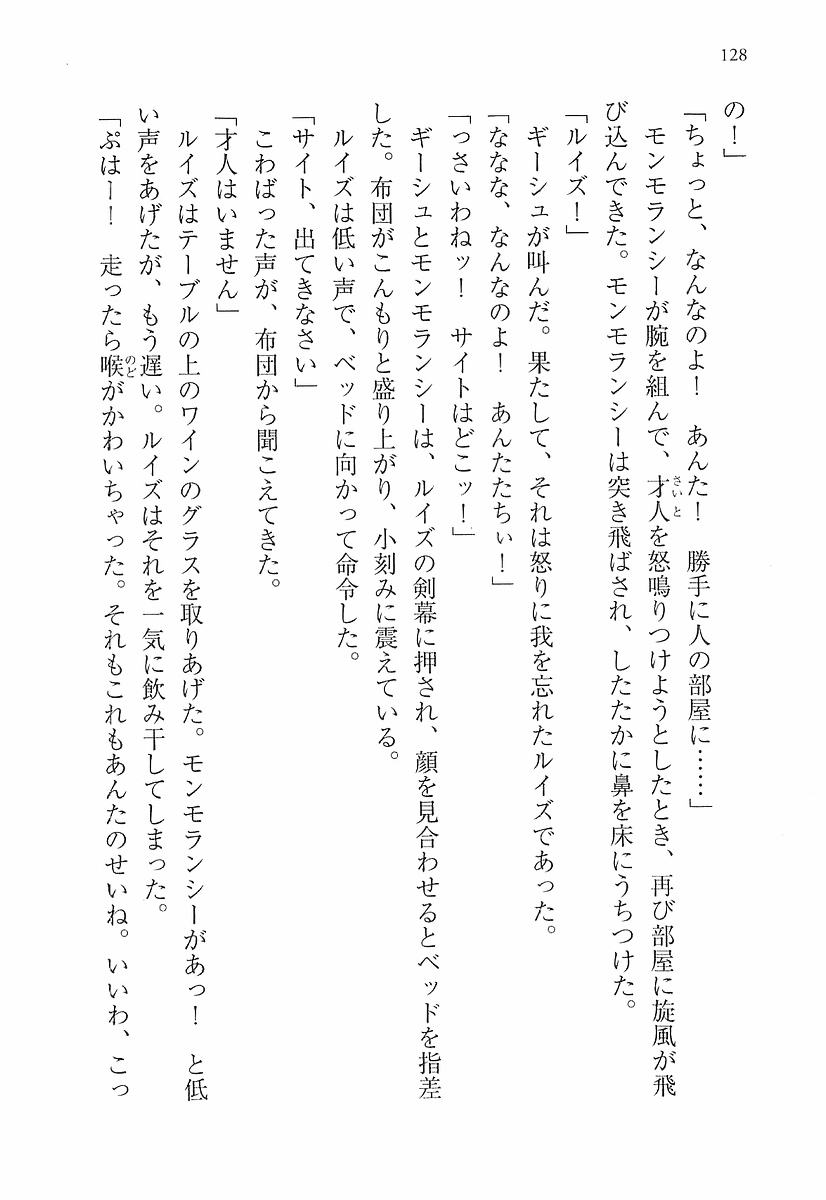 128
の！」
「ちょっと、なんなのよ！　あんた！　勝手に人の部屋に……」
　モンモランシーが腕を組んで、才人を怒鳴りつけようとしたとき、再び部屋に旋風が飛
び込んできた。モンモランシーは突き飛ばされ、したたかに鼻を床にうちつけた。
「ルイズ！」
　ギーシュが叫んだ。果たして、それは怒りに我を忘れたルイズであった。
「ななな、なんなのよ！　あんたたちぃ！」
「っさいわねッ！　サイトはどこッ！」
　ギーシュとモンモランシーは、ルイズの剣幕に押され、顔を見合わせるとベッドを指差
した。布団がこんもりと盛り上がり、小刻みに震えている。
　ルイズは低い声で、ベッドに向かって命令した。
「サイト、出てきなさい」
　こわばった声が、布団から聞こえてきた。
「才人はいません」
　ルイズはテーブルの上のワインのグラスを取りあげた。モンモランシーがあっ！　と低
い声をあげたが、もう遅い。ルイズはそれを一気に飲み干してしまった。
「ぷはー！　走ったら喉がかわいちゃった。それもこれもあんたのせいね。いいわ、こっ